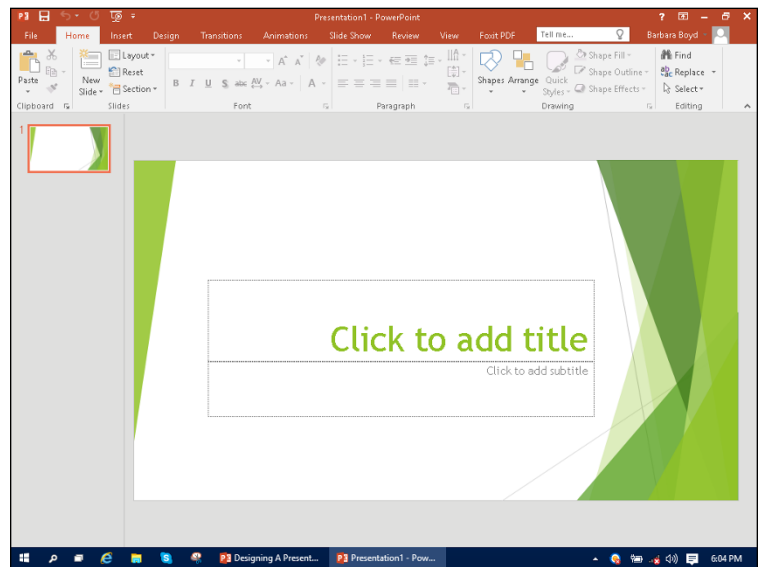 Presentation1 - PowerPoint
File Home Insert Design Transitions Animations Slide Show Review View Foxit PDF Tell me... Barbara Boyd
Paste
New Slide
Layout
Reset
Section
B I U S abc AV Aa A
Shapes Arrange Quick Styles
Shape Fill
Shape Outline
Shape Effects
Find
Replace
Select
Clipboard Slides Font Paragraph Drawing Editing
1
Click to add title
Click to add subtitle
Designing A Present... Presentation1 - Pow... 6:04 PM